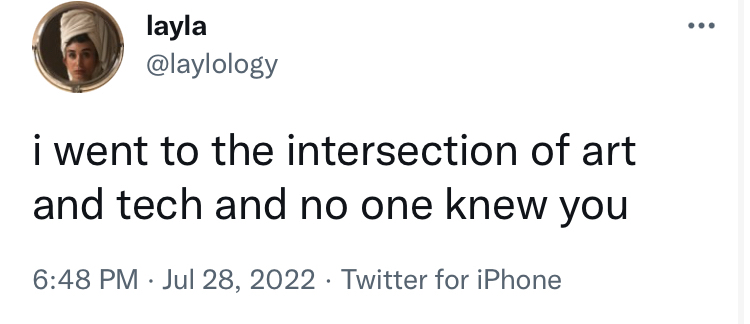 layla
@laylology
i went to the intersection of art
and tech and no one knew you
6:48 PM · Jul 28, 2022 · Twitter for iPhone